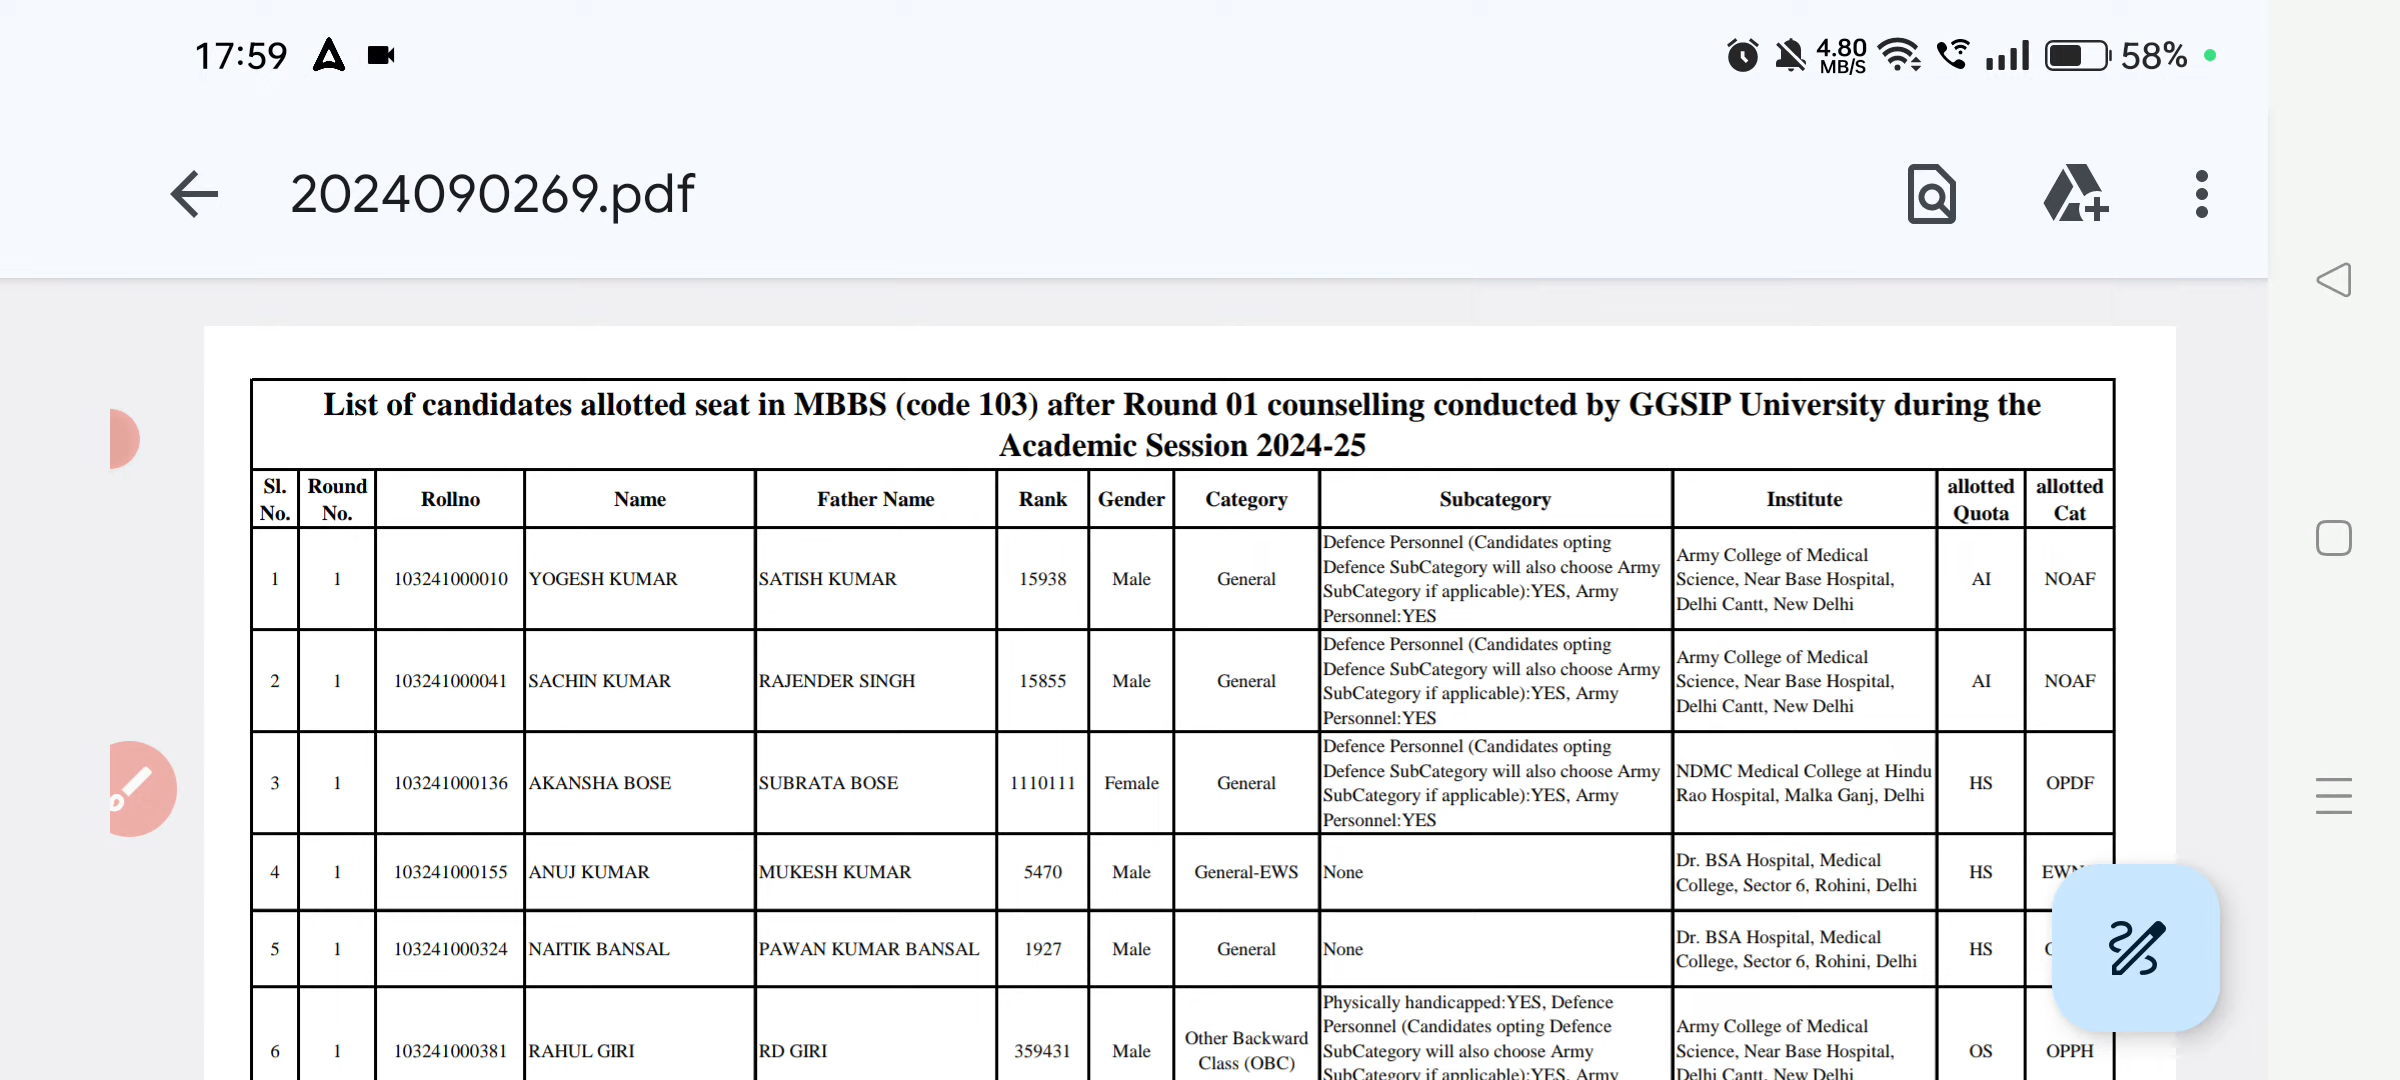 17:59
4.80
MB/S
58%
2024090269.pdf
List of candidates allotted seat in MBBS (code 103) after Round 01 counselling conducted by GGSIP University during the
Academic Session 2024-25
Sl. No. Round No. Rollno Name Father Name Rank Gender Category Subcategory Institute allotted Quota allotted Cat
1 1 103241000010 YOGESH KUMAR SATISH KUMAR 15938 Male General
Defence Personnel (Candidates opting
Defence SubCategory will also choose Army
SubCategory if applicable):YES, Army
Personnel:YES
Army College of Medical
Science, Near Base Hospital,
Delhi Cantt, New Delhi
AI NOAF
2 1 103241000041 SACHIN KUMAR RAJENDER SINGH 15855 Male General
Defence Personnel (Candidates opting
Defence SubCategory will also choose Army
SubCategory if applicable):YES, Army
Personnel:YES
Army College of Medical
Science, Near Base Hospital,
Delhi Cantt, New Delhi
AI NOAF
3 1 103241000136 AKANSHA BOSE SUBRATA BOSE 1110111 Female General
Defence Personnel (Candidates opting
Defence SubCategory will also choose Army
SubCategory if applicable):YES, Army
Personnel:YES
NDMC Medical College at Hindu
Rao Hospital, Malka Ganj, Delhi
HS OPDF
4 1 103241000155 ANUJ KUMAR MUKESH KUMAR 5470 Male General-EWS None
Dr. BSA Hospital, Medical
College, Sector 6, Rohini, Delhi
HS
5 1 103241000324 NAITIK BANSAL PAWAN KUMAR BANSAL 1927 Male General None
Dr. BSA Hospital, Medical
College, Sector 6, Rohini, Delhi
HS
6 1 103241000381 RAHUL GIRI RD GIRI 359431 Male
Other Backward
Class (OBC)
Physically handicapped:YES, Defence
Personnel (Candidates opting Defence
SubCategory will also choose Army
SubCategory if applicable):YES, Army
Army College of Medical
Science, Near Base Hospital,
Delhi Cantt, New Delhi
OS OPPH